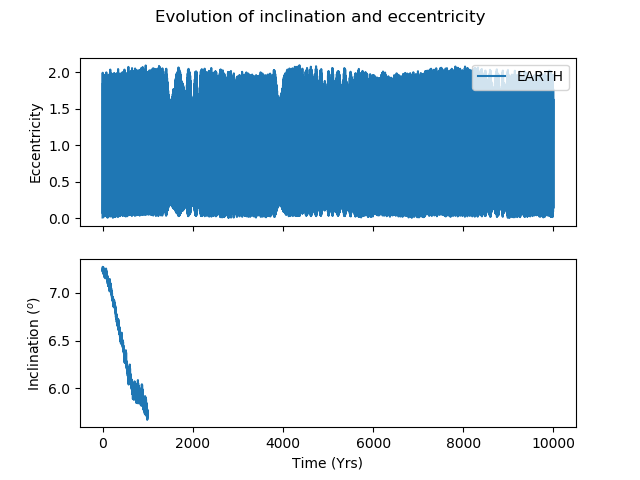 Evolution of inclination and eccentricity
EARTH
Eccentricity
2.0
1.5
1.0
0.5
0.0
Inclination (°)
7.0
6.5
6.0
0 2000 4000 6000 8000 10000
Time (Yrs)